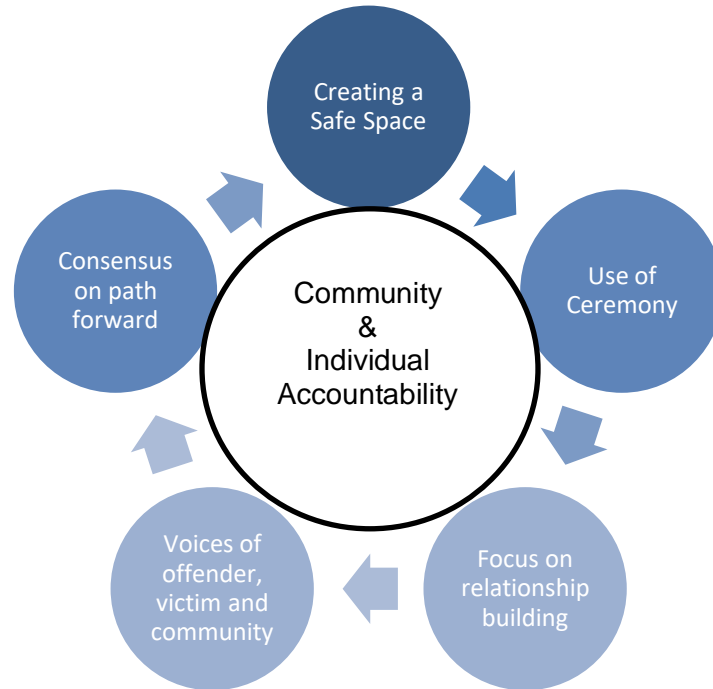 Creating a
Safe Space
Use of
Ceremony
Focus on
relationship
building
Voices of
offender,
victim and
community
Consensus
on path
forward
Community
&
Individual
Accountability